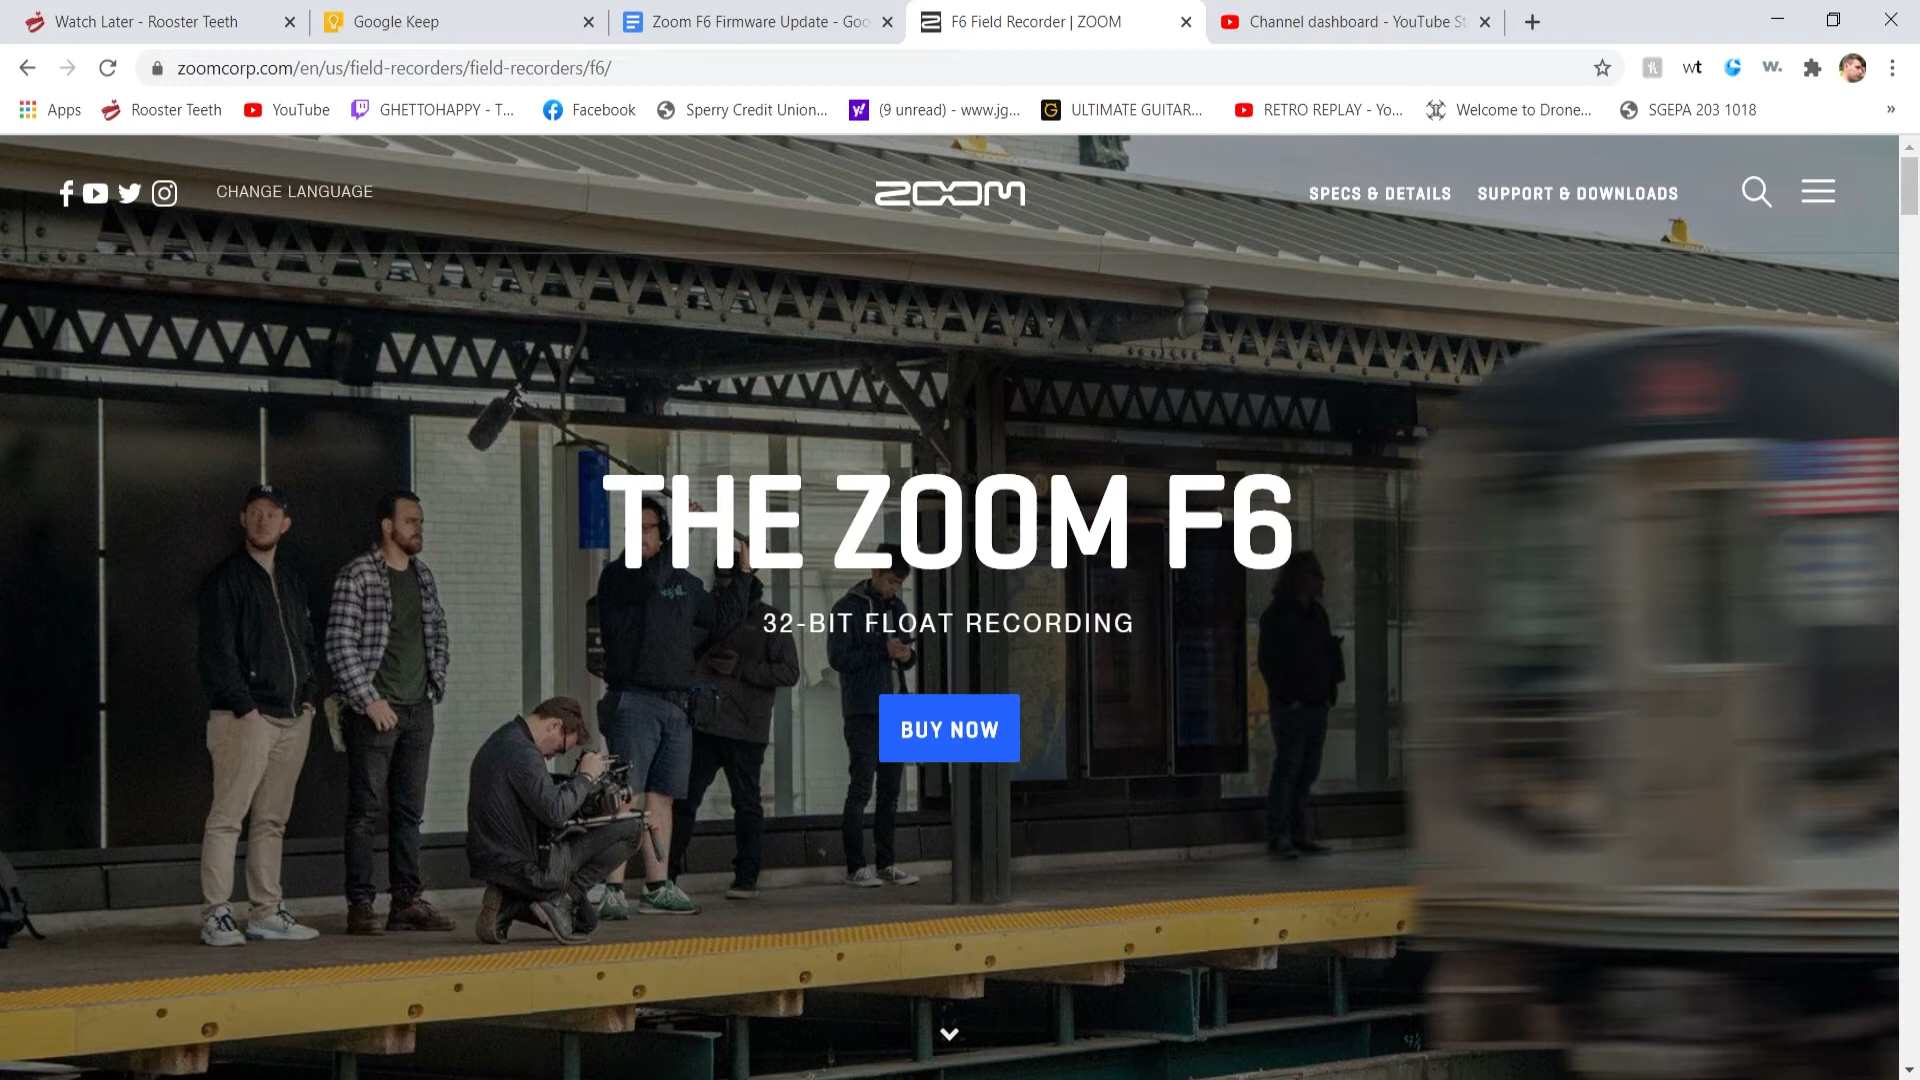 Watch Later - Rooster Teeth
Google Keep
Zoom F6 Firmware Update - Goo
F6 Field Recorder | ZOOM
Channel dashboard - YouTube St
zoomcorp.com/en/us/field-recorders/field-recorders/f6/
wt
w.
Apps
Rooster Teeth
YouTube
GHETTOHAPPY - T...
Facebook
Sperry Credit Union...
(9 unread) - www.jg...
ULTIMATE GUITAR...
RETRO REPLAY - Yo...
Welcome to Drone...
SGEPA 203 1018
»
CHANGE LANGUAGE
ZOOM
SPECS & DETAILS
SUPPORT & DOWNLOADS
THE ZOOM F6
32-BIT FLOAT RECORDING
BUY NOW